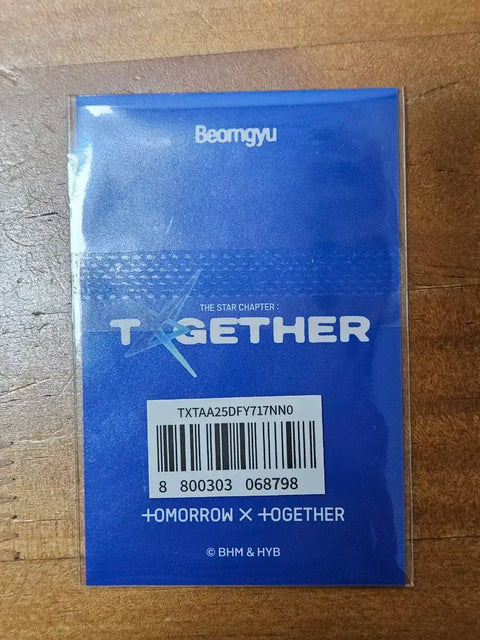 Beomgyu
THE STAR CHAPTER :
TOGETHER
TXTAA25DFY717NN0
8 800303 068798
TOMORROW X TOGETHER
© BHM & HYB